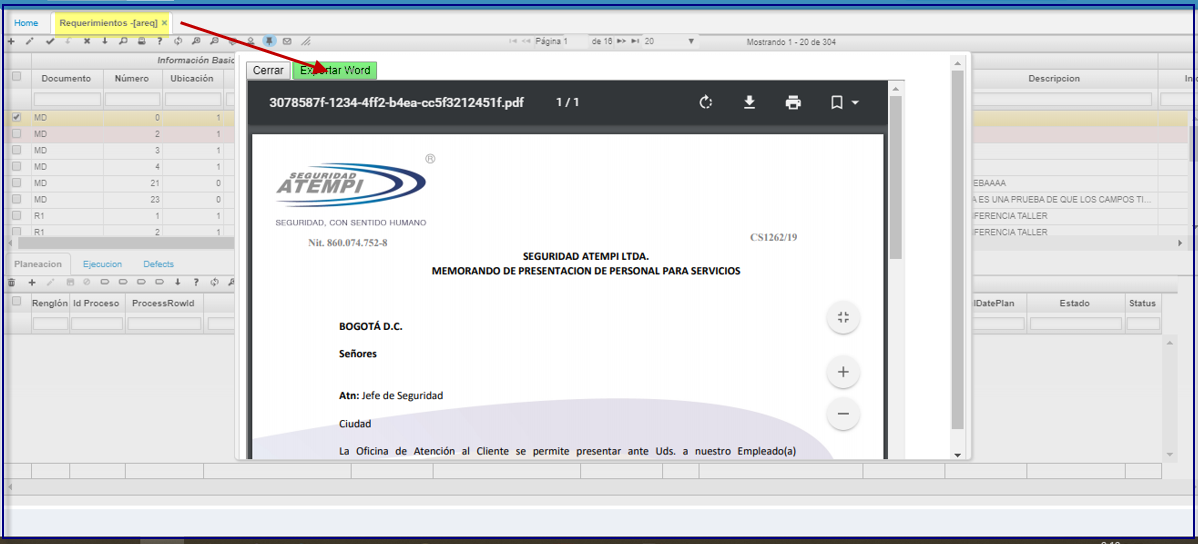 Home Requerimientos -[areq] ×
Página 1 de 16 20 Mostrando 1 - 20 de 304
Información Basic
Cerrar Exportar Word
Documento Número Ubicación Descripcion
3078587f-1234-4ff2-b4ea-cc5f3212451f.pdf 1 / 1
MD 0 1
MD 2 1
MD 3 1
MD 4 1
MD 21 0 EBAAAA
MD 23 0 A ES UNA PRUEBA DE QUE LOS CAMPOS TI...
R1 1 1 FERENCIA TALLER
R1 2 1 FERENCIA TALLER
SEGURIDAD
ATEMPI
®
SEGURIDAD, CON SENTIDO HUMANO
Nit. 860.074.752-8
CS1262/19
SEGURIDAD ATEMPI LTDA.
MEMORANDO DE PRESENTACION DE PERSONAL PARA SERVICIOS
Planeacion Ejecucion Defects
Renglón Id Proceso ProcessRowId lDatePlan Estado Status
BOGOTÁ D.C.
Señores
Atn: Jefe de Seguridad
Ciudad
La Oficina de Atención al Cliente se permite presentar ante Uds. a nuestro Empleado(a)